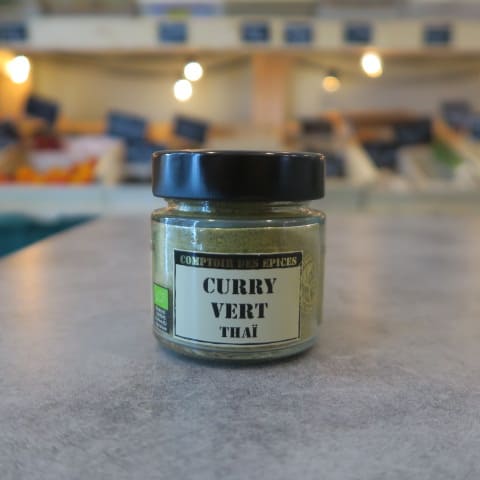 COMPTOIR DES EPICES
CURRY
VERT
THAÏ